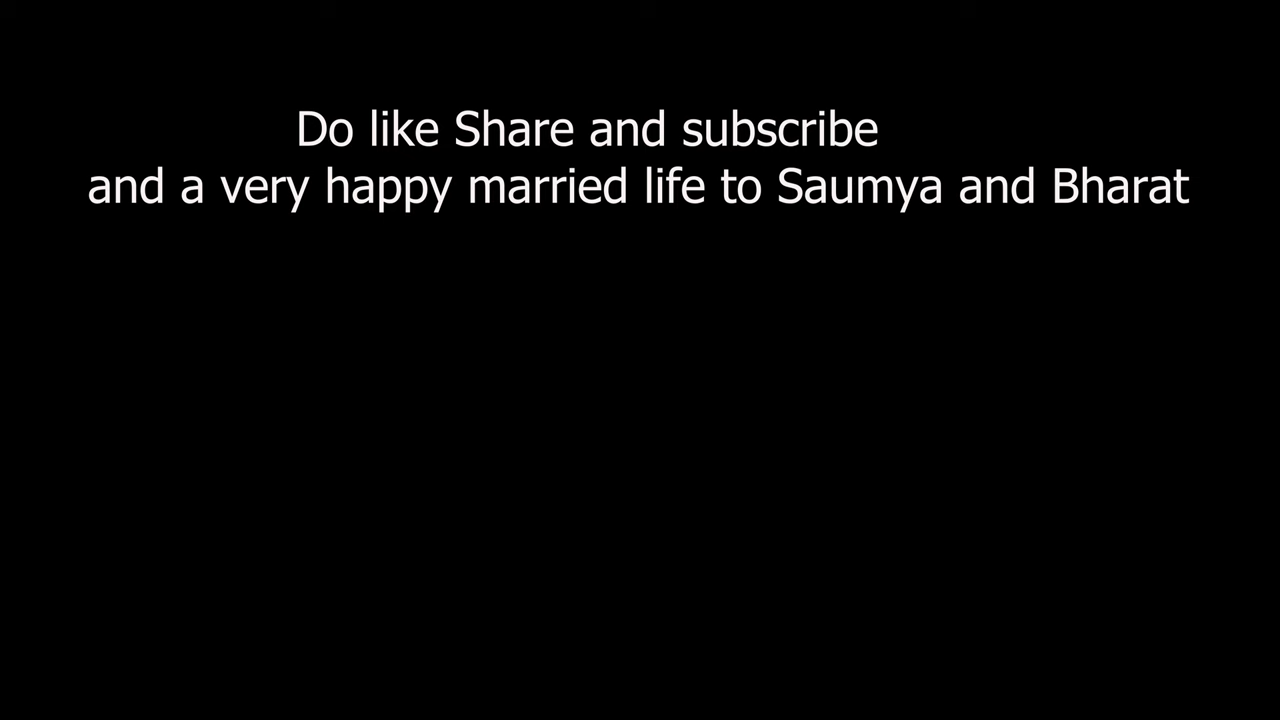 Do like Share and subscribe
and a very happy married life to Saumya and Bharat